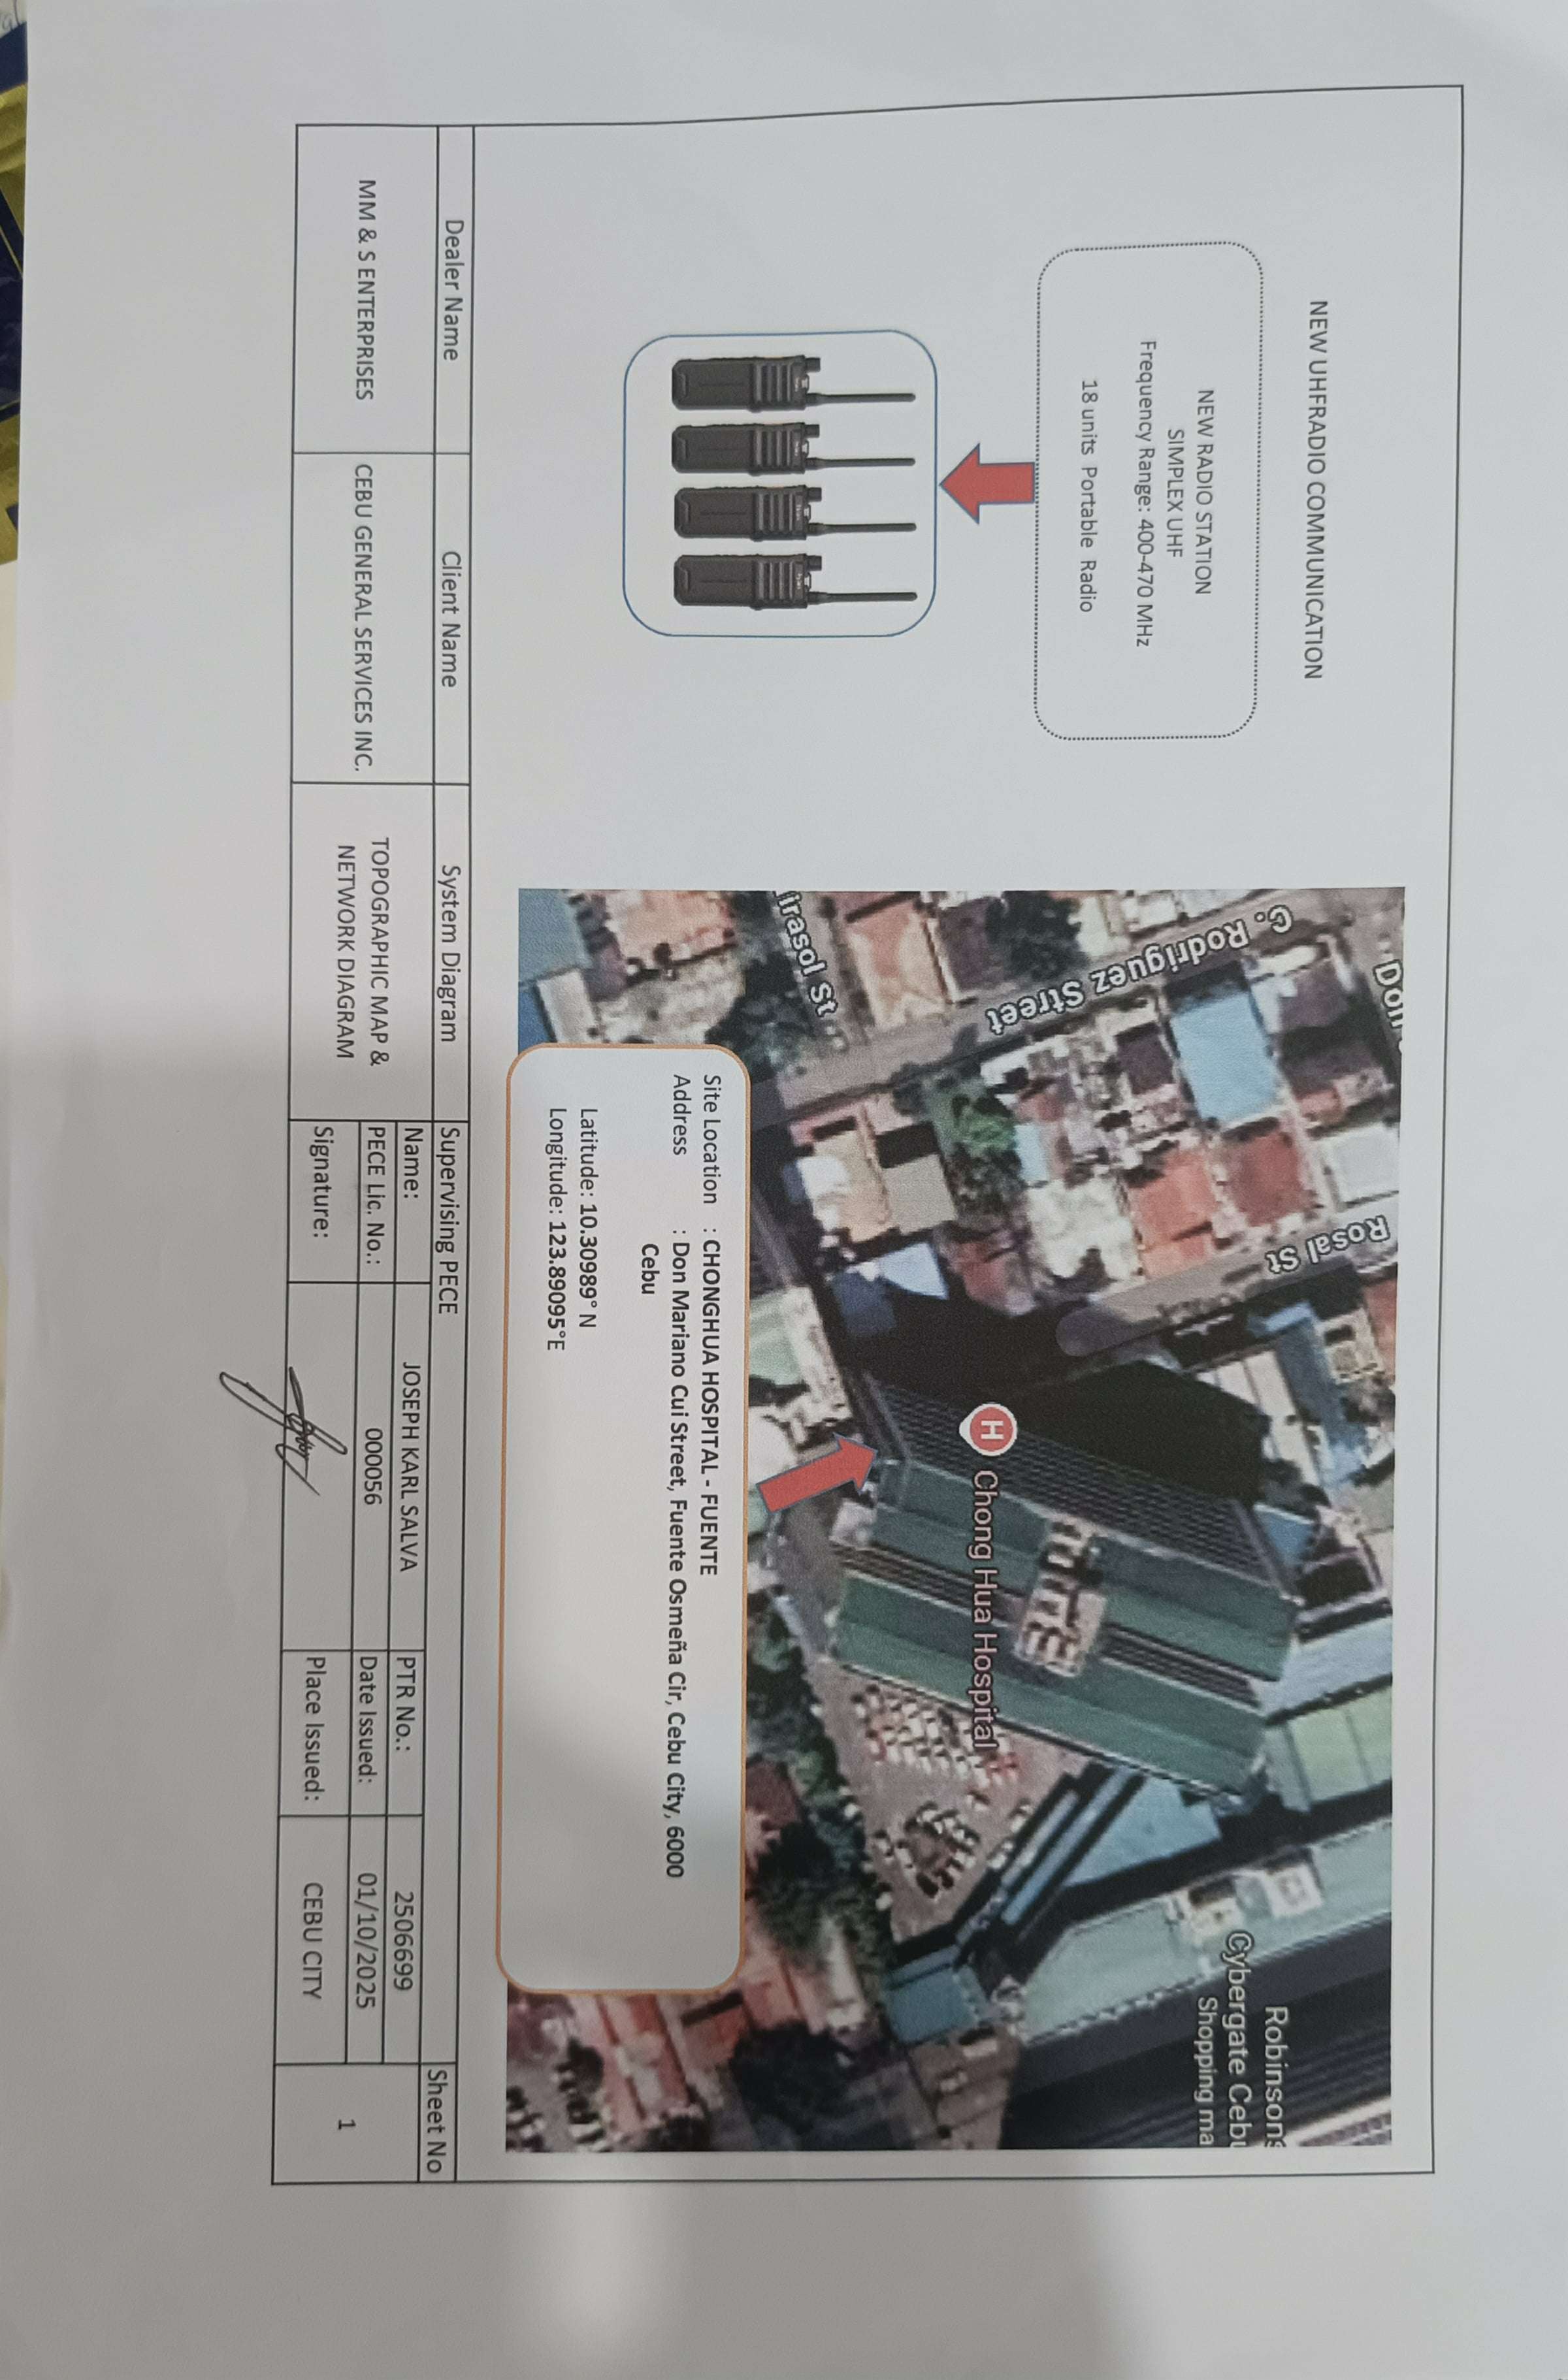 NEW UHFRADIO COMMUNICATION
NEW RADIO STATION
SIMPLEX UHF
Frequency Range: 400-470 MHz
18 units Portable Radio
G. Rodriguez Street
irasol St
Rosal St
H Chong Hua Hospital
Robinsons
Cybergate Cebu
Shopping ma
Site Location : CHONGHUA HOSPITAL - FUENTE
Address : Don Mariano Cui Street, Fuente Osmeña Cir, Cebu City, 6000
Cebu
Latitude: 10.30989° N
Longitude: 123.89095°E
Dealer Name
MM & S ENTERPRISES
Client Name
CEBU GENERAL SERVICES INC.
System Diagram
TOPOGRAPHIC MAP &
NETWORK DIAGRAM
Supervising PECE
Name: JOSEPH KARL SALVA PTR No.: 2506699
PECE Lic. No.: 000056 Date Issued: 01/10/2025
Signature: Place Issued: CEBU CITY
Sheet No
1